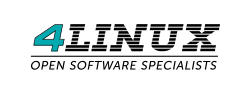 4LINUX
OPEN SOFTWARE SPECIALISTS